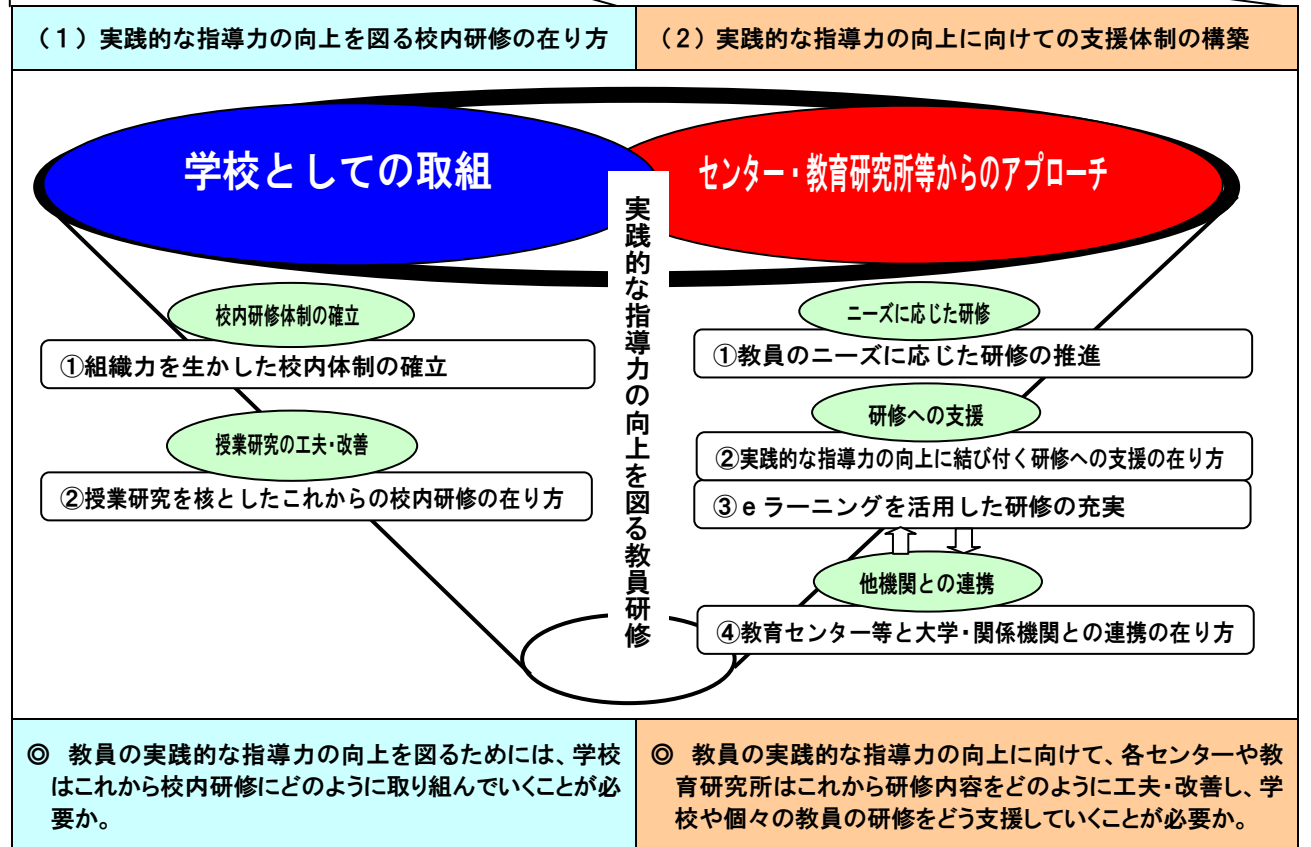 (1)実践的な指導力の向上を図る校内研修の在り方
(2)実践的な指導力の向上に向けての支援体制の構築
学校としての取組
センター・教育研究所等からのアプローチ
実践的な指導力の向上を図る教員研修
校内研修体制の確立
①組織力を生かした校内体制の確立
授業研究の工夫・改善
②授業研究を核としたこれからの校内研修の在り方
ニーズに応じた研修
①教員のニーズに応じた研修の推進
研修への支援
②実践的な指導力の向上に結び付く研修への支援の在り方
③eラーニングを活用した研修の充実
他機関との連携
④教育センター等と大学・関係機関との連携の在り方
◎ 教員の実践的な指導力の向上を図るためには、学校
はこれから校内研修にどのように取り組んでいくことが必
要か。
◎ 教員の実践的な指導力の向上に向けて、各センターや教
育研究所はこれから研修内容をどのように工夫・改善し、学
校や個々の教員の研修をどう支援していくことが必要か。